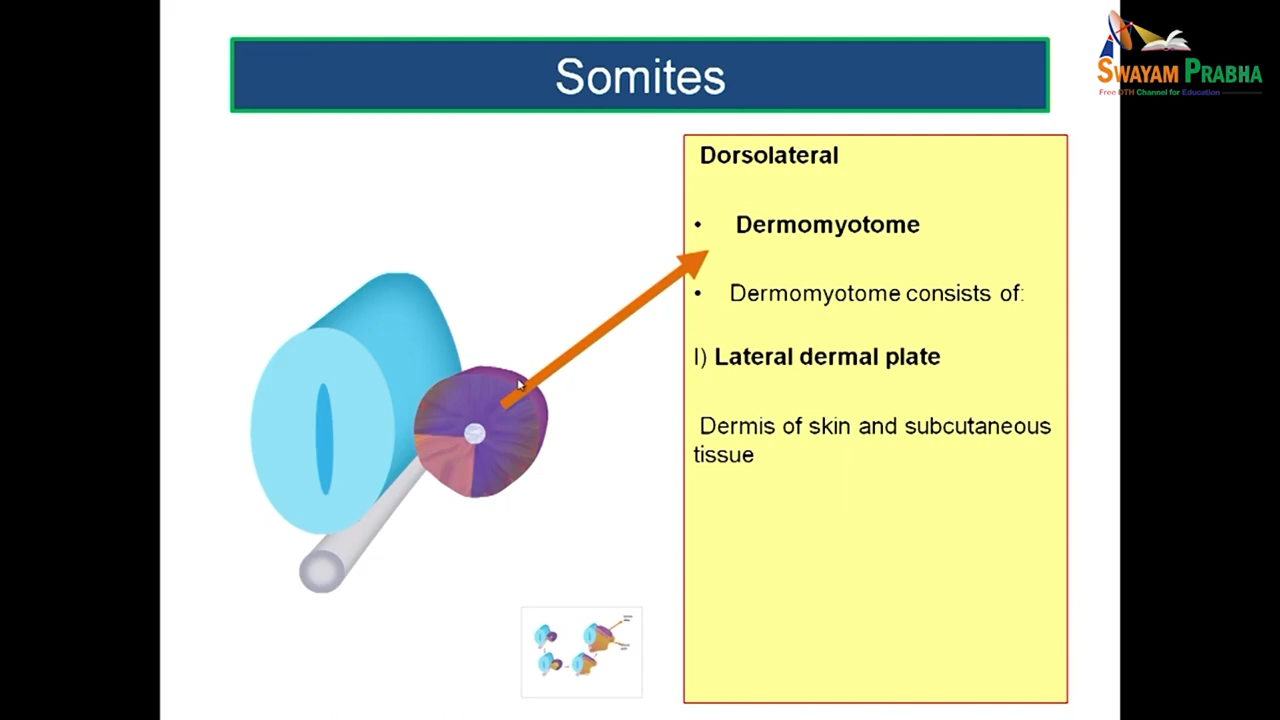 Somites
SWAYAM PRABHA
Free DTH Channel for Education
Dorsolateral
• Dermomyotome
• Dermomyotome consists of:
I) Lateral dermal plate
Dermis of skin and subcutaneous
tissue